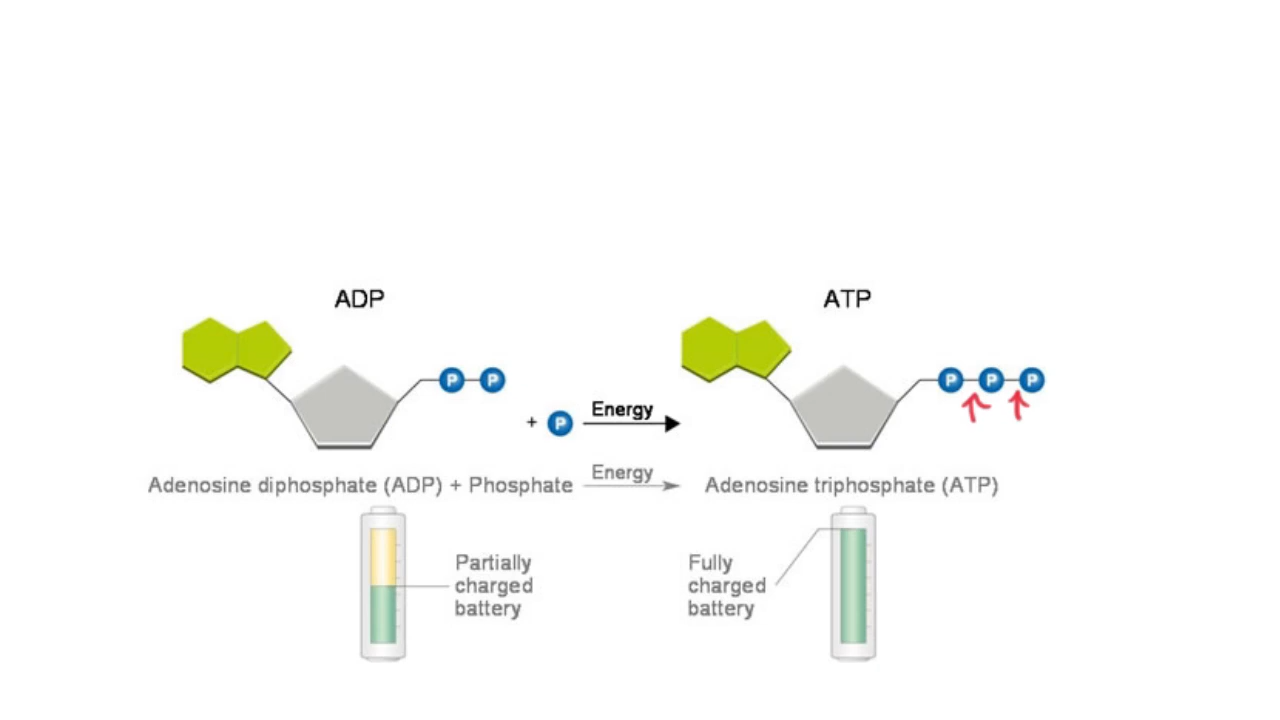 ADP
ATP
P P
P P P
+ P
Energy
Adenosine diphosphate (ADP) + Phosphate
Energy
Adenosine triphosphate (ATP)
Partially
charged
battery
Fully
charged
battery